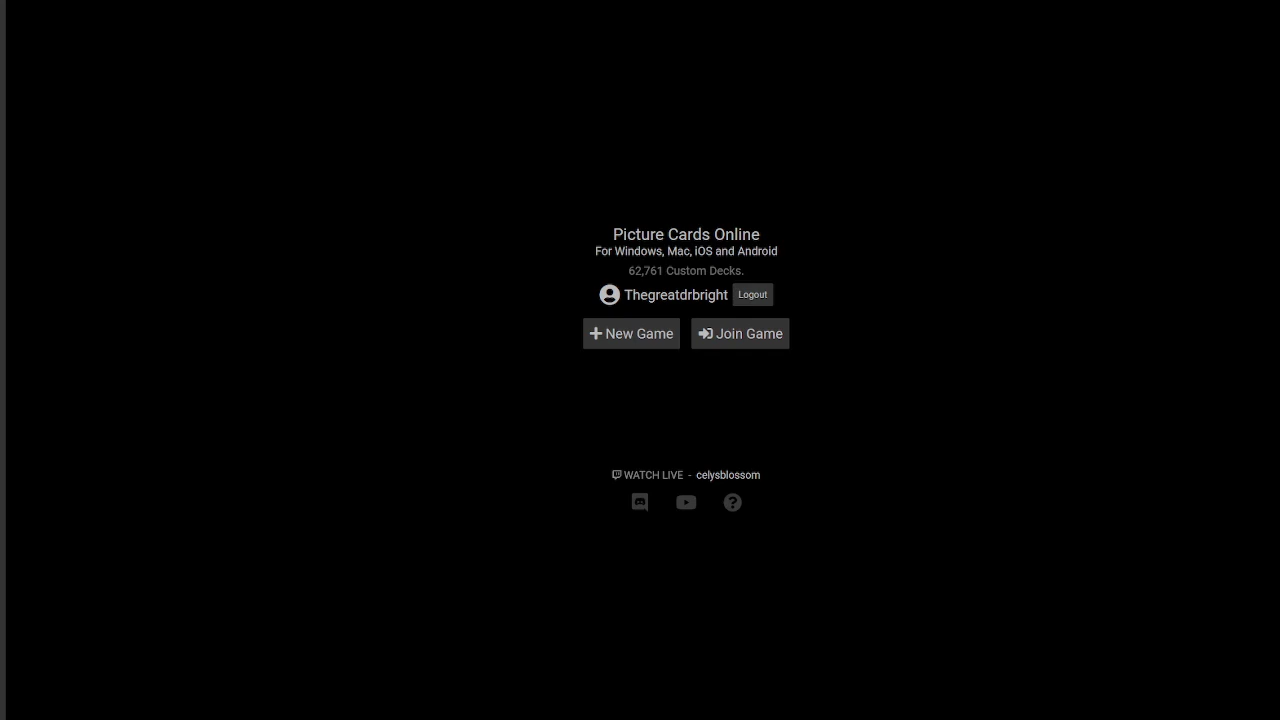 Picture Cards Online
For Windows, Mac, iOS and Android
62,761 Custom Decks.
Thegreatdrbright Logout
New Game Join Game
WATCH LIVE - celysblossom